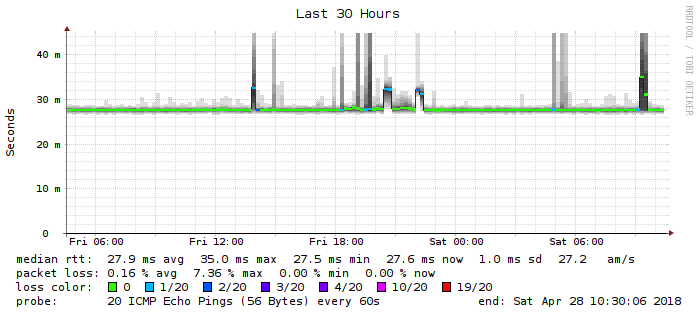 Last 30 Hours
RRDTOOL / TOBI OETIKER
Seconds
40 m
30 m
20 m
10 m
0
Fri 06:00 Fri 12:00 Fri 18:00 Sat 00:00 Sat 06:00
median rtt: 27.9 ms avg 35.0 ms max 27.5 ms min 27.6 ms now 1.0 ms sd 27.2 am/s
packet loss: 0.16 % avg 7.36 % max 0.00 % min 0.00 % now
loss color: 0 1/20 2/20 3/20 4/20 10/20 19/20
probe: 20 ICMP Echo Pings (56 Bytes) every 60s end: Sat Apr 28 10:30:06 2018